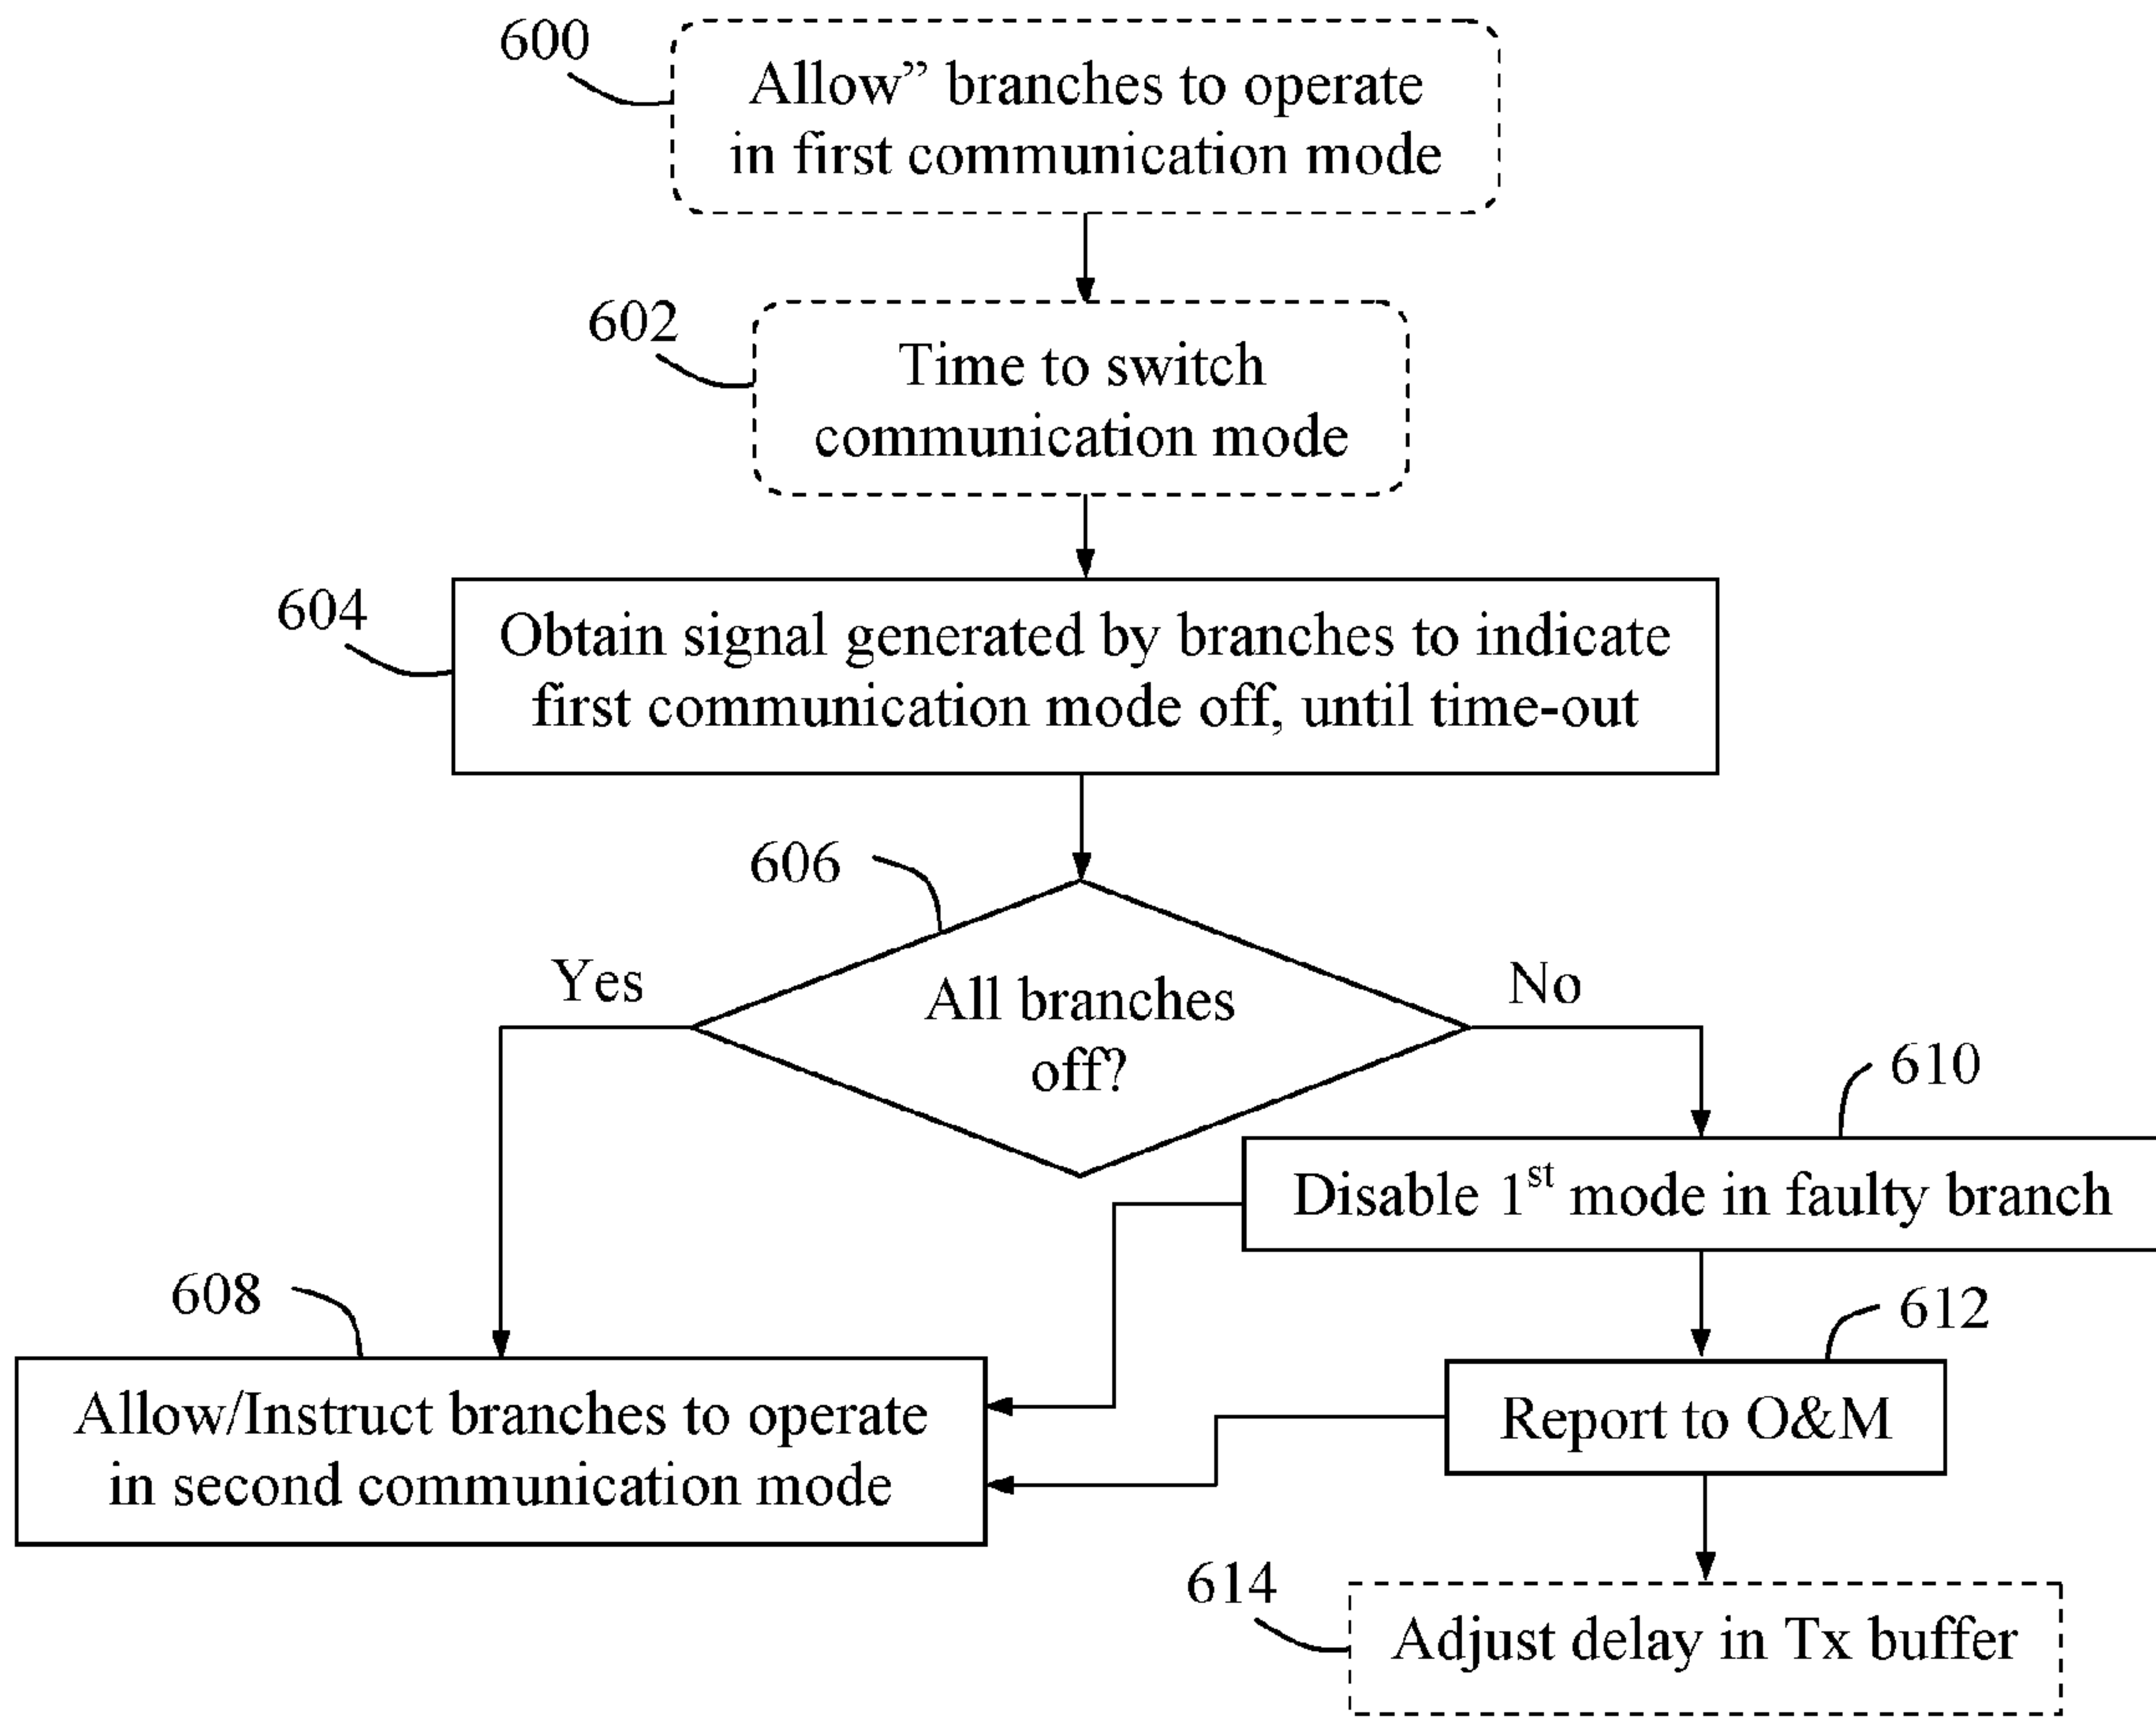 600
Allow” branches to operate
in first communication mode
602
Time to switch
communication mode
604
Obtain signal generated by branches to indicate
first communication mode off, until time-out
606
Yes
All branches
off?
No
610
Disable 1st mode in faulty branch
608
612
Allow/Instruct branches to operate
in second communication mode
Report to O&M
614
Adjust delay in Tx buffer